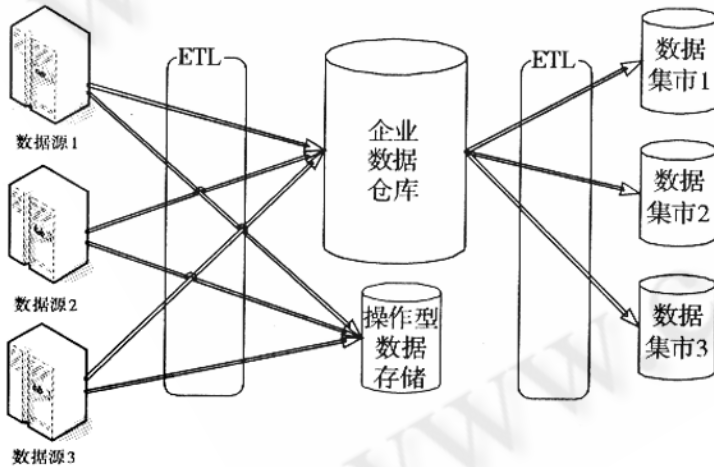 ETL
ETL
数据
集市1
数据源1
企业
数据
仓库
数据
集市2
数据源2
操作型
数据
存储
数据
集市3
数据源3